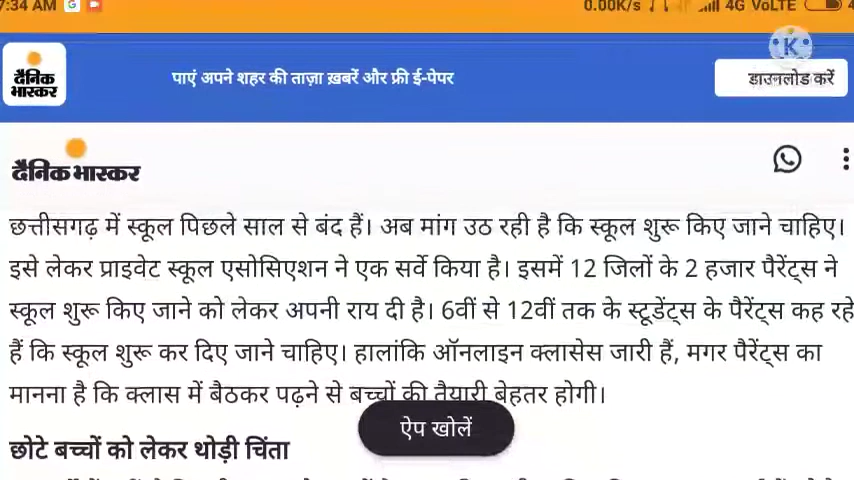 7:34 AM 0.00K/s 4G VoLTE 4
दैनिक भास्कर
पाएं अपने शहर की ताज़ा ख़बरें और फ्री ई-पेपर
K
डाउनलोड करें
दैनिक भास्कर
छत्तीसगढ़ में स्कूल पिछले साल से बंद हैं। अब मांग उठ रही है कि स्कूल शुरू किए जाने चाहिए।
इसे लेकर प्राइवेट स्कूल एसोसिएशन ने एक सर्वे किया है। इसमें 12 जिलों के 2 हजार पैरेंट्स ने
स्कूल शुरू किए जाने को लेकर अपनी राय दी है। 6वीं से 12वीं तक के स्टूडेंट्स के पैरेंट्स कह रहे
हैं कि स्कूल शुरू कर दिए जाने चाहिए। हालांकि ऑनलाइन क्लासेस जारी हैं, मगर पैरेंट्स का
मानना है कि क्लास में बैठकर पढ़ने से बच्चों की तैयारी बेहतर होगी।
ऐप खोलें
छोटे बच्चों को लेकर थोड़ी चिंता